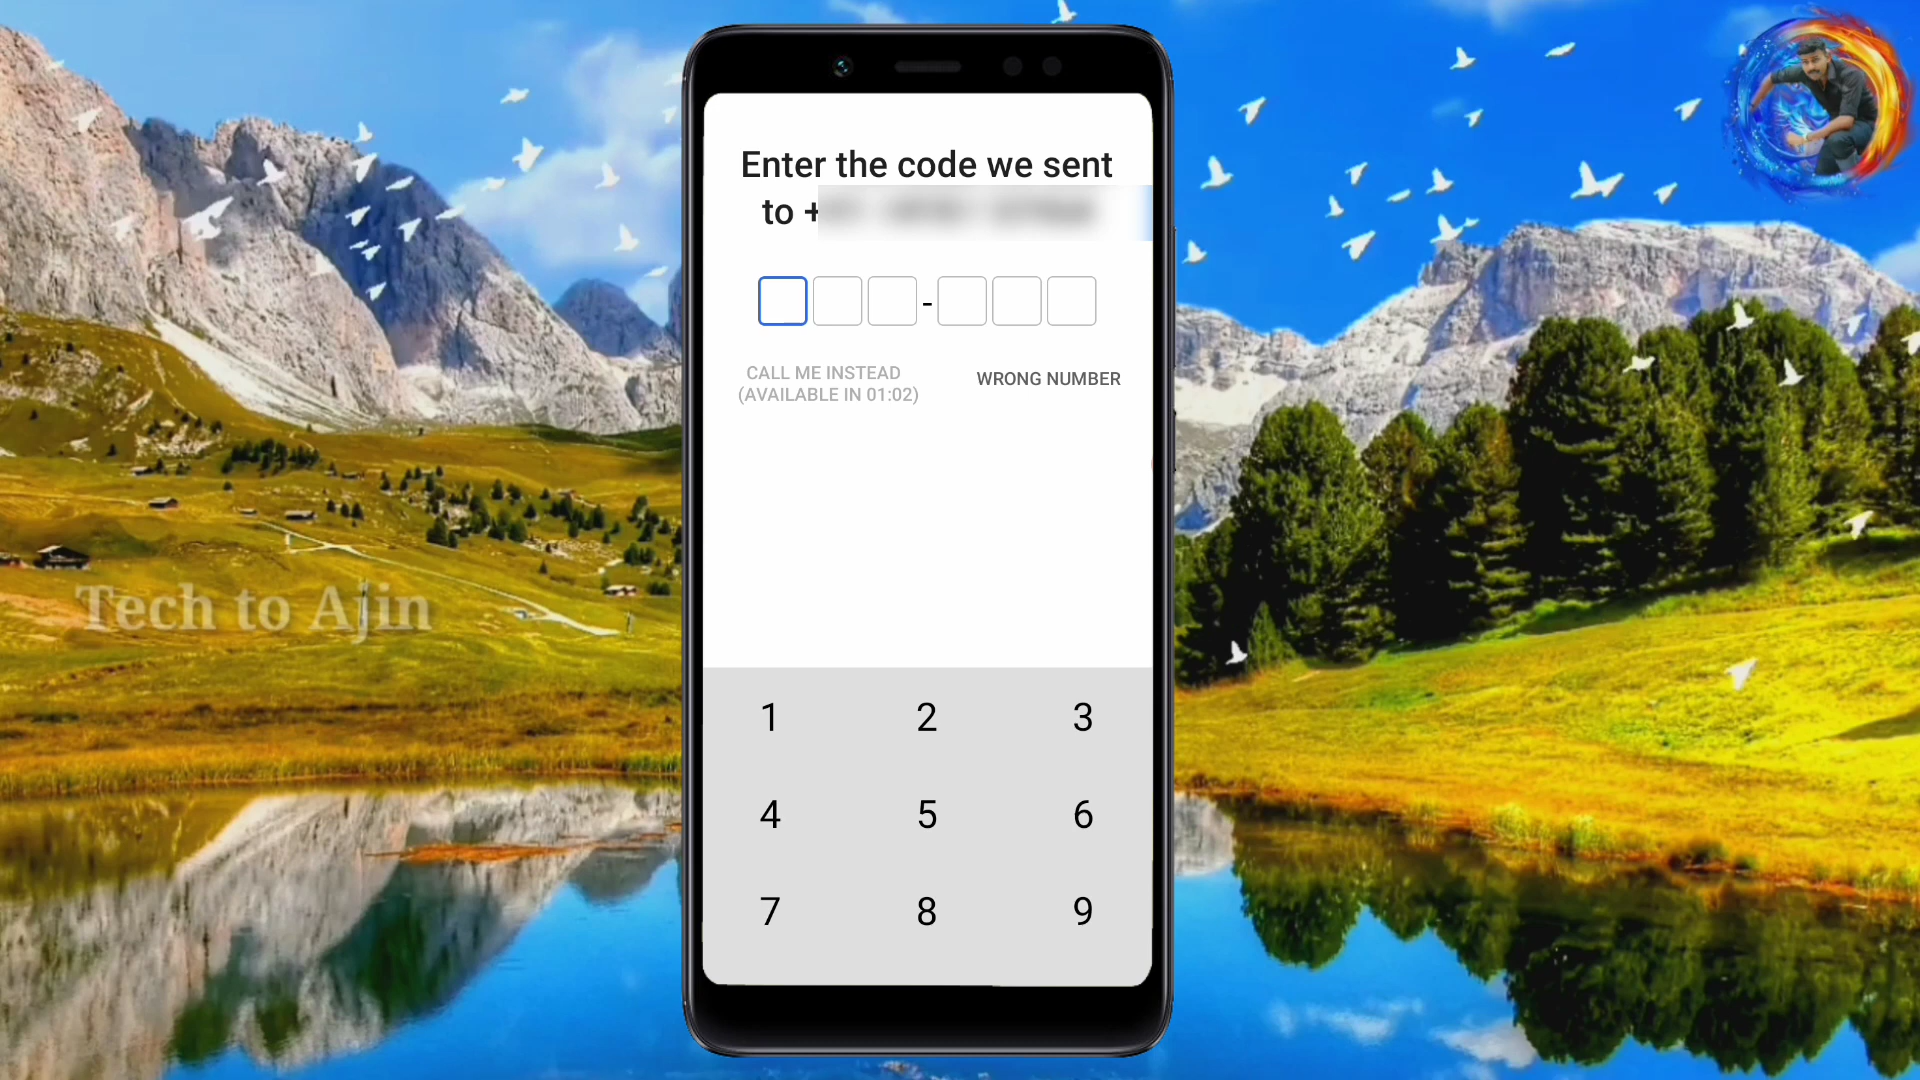 Enter the code we sent
to +
-
CALL ME INSTEAD
(AVAILABLE IN 01:02)
WRONG NUMBER
Tech to Ajin
1 2 3
4 5 6
7 8 9